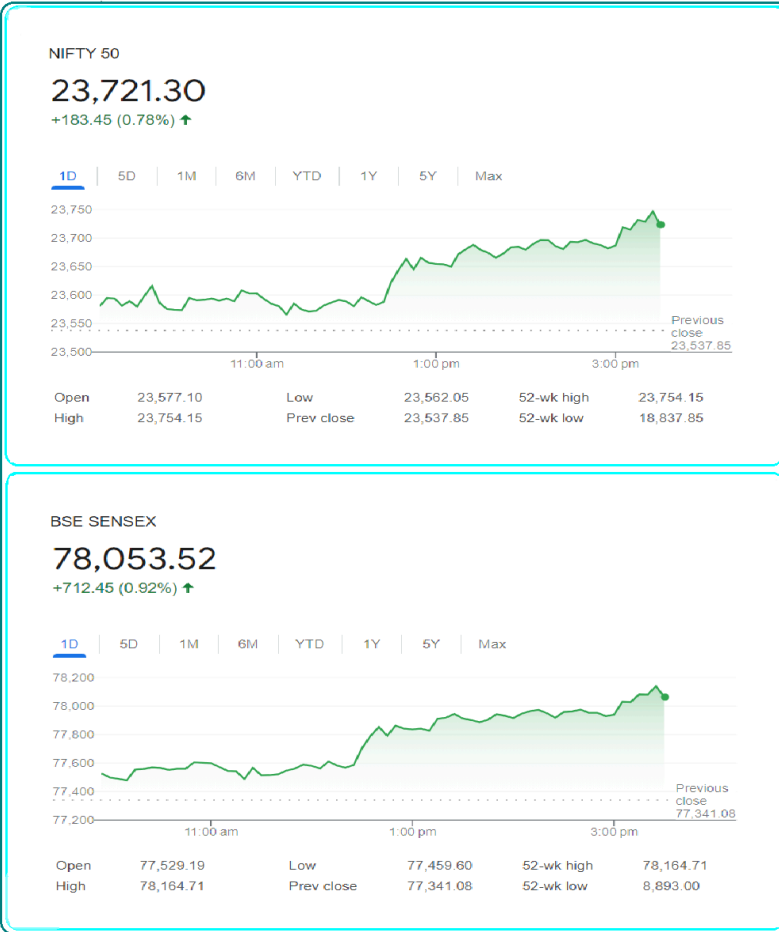 NIFTY 50
23,721.30
+183.45 (0.78%) ↑
1D 5D 1M 6M YTD 1Y 5Y Max
23,750
23,700
23,650
23,600
23,550
23,500
Previous
close
23,537.85
11:00 am 1:00 pm 3:00 pm
Open 23,577.10 Low 23,562.05 52-wk high 23,754.15
High 23,754.15 Prev close 23,537.85 52-wk low 18,837.85
BSE SENSEX
78,053.52
+712.45 (0.92%) ↑
1D 5D 1M 6M YTD 1Y 5Y Max
78,200
78,000
77,800
77,600
77,400
77,200
Previous
close
77,341.08
11:00 am 1:00 pm 3:00 pm
Open 77,529.19 Low 77,459.60 52-wk high 78,164.71
High 78,164.71 Prev close 77,341.08 52-wk low 8,893.00